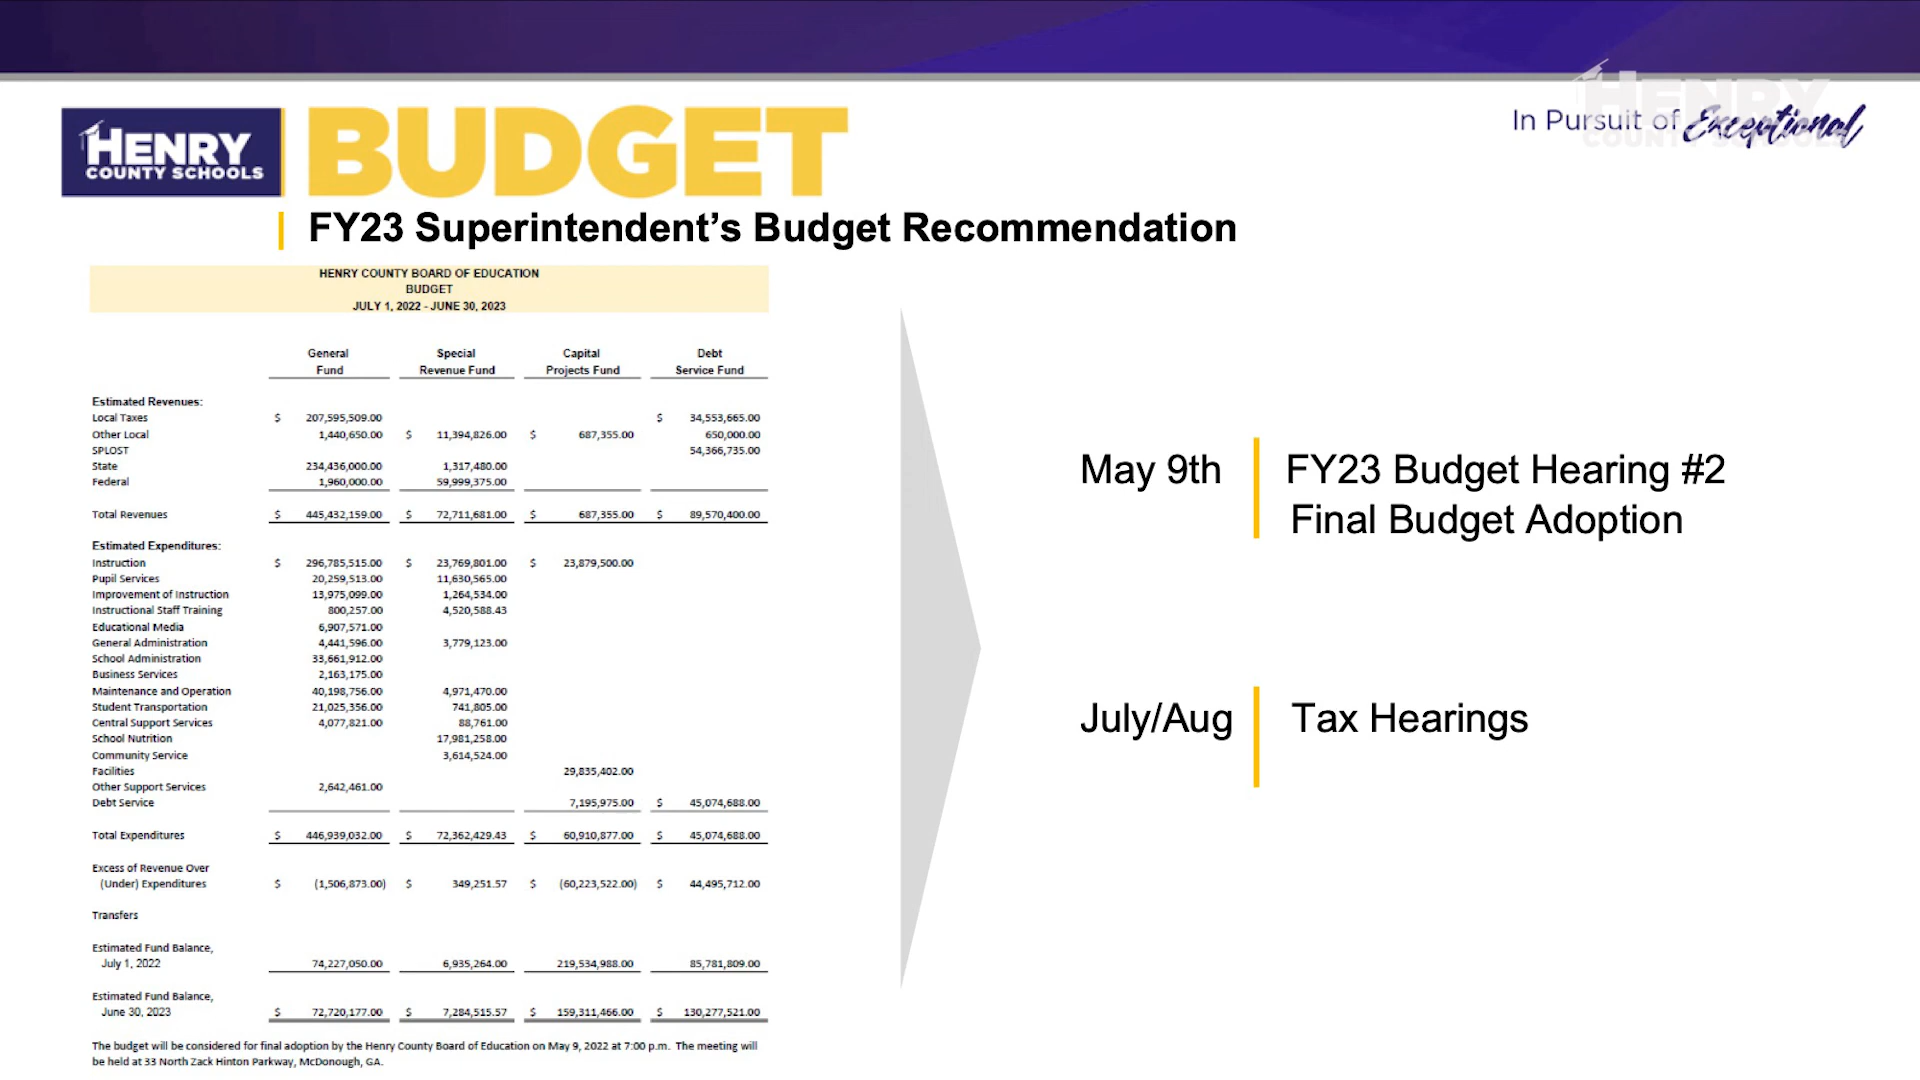 HENRY
COUNTY SCHOOLS
BUDGET
In Pursuit of Exceptional
HENRY
COUNTY SCHOOLS
FY23 Superintendent’s Budget Recommendation
HENRY COUNTY BOARD OF EDUCATION
BUDGET
JULY 1, 2022 - JUNE 30, 2023
General Special Capital Debt
Fund Revenue Fund Projects Fund Service Fund
Estimated Revenues:
Local Taxes $ 207,595,509.00 $ 34,553,665.00
Other Local 1,440,650.00 $ 11,394,826.00 $ 687,355.00 650,000.00
SPLOST 54,366,735.00
State 234,436,000.00 1,317,480.00
Federal 1,960,000.00 59,999,375.00
Total Revenues $ 445,432,159.00 $ 72,711,681.00 $ 687,355.00 $ 89,570,400.00
Estimated Expenditures:
Instruction $ 296,785,515.00 $ 23,769,801.00 $ 23,879,500.00
Pupil Services 20,259,513.00 11,630,565.00
Improvement of Instruction 13,975,099.00 1,264,534.00
Instructional Staff Training 800,257.00 4,520,588.43
Educational Media 6,907,571.00
General Administration 4,441,596.00 3,779,123.00
School Administration 33,661,912.00
Business Services 2,163,175.00
Maintenance and Operation 40,198,756.00 4,971,470.00
Student Transportation 21,025,356.00 741,805.00
Central Support Services 4,077,821.00 88,761.00
School Nutrition 17,981,258.00
Community Service 3,614,524.00
Facilities 29,835,402.00
Other Support Services 2,642,461.00
Debt Service 7,195,975.00 $ 45,074,688.00
Total Expenditures $ 446,939,032.00 $ 72,362,429.43 $ 60,910,877.00 $ 45,074,688.00
Excess of Revenue Over
(Under) Expenditures $ (1,506,873.00) $ 349,251.57 $ (60,223,522.00) $ 44,495,712.00
Transfers
Estimated Fund Balance,
July 1, 2022 74,227,050.00 6,935,264.00 219,534,988.00 85,781,809.00
Estimated Fund Balance,
June 30, 2023 $ 72,720,177.00 $ 7,284,515.57 $ 159,311,466.00 $ 130,277,521.00
The budget will be considered for final adoption by the Henry County Board of Education on May 9, 2022 at 7:00 p.m. The meeting will
be held at 33 North Zack Hinton Parkway, McDonough, GA.
May 9th FY23 Budget Hearing #2
Final Budget Adoption
July/Aug Tax Hearings